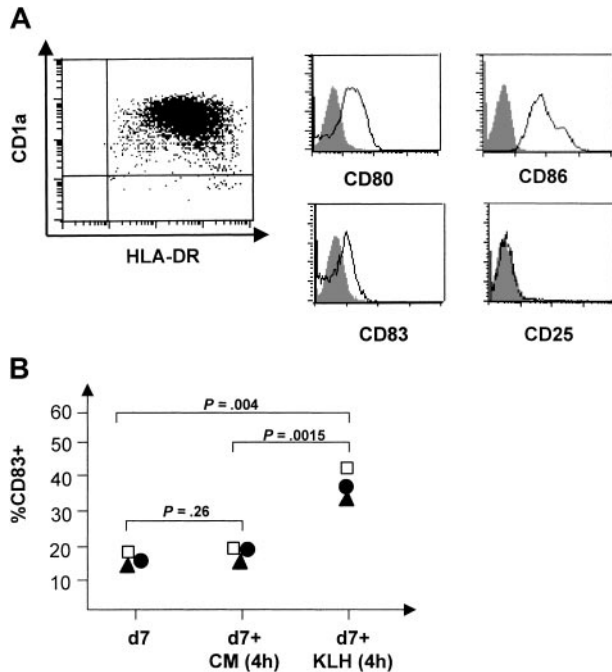 A
CD1a
HLA-DR
CD80
CD86
CD83
CD25
B
%CD83+
60
50
40
30
20
10
P = .004
P = .0015
P = .26
d7
d7+
CM (4h)
d7+
KLH (4h)